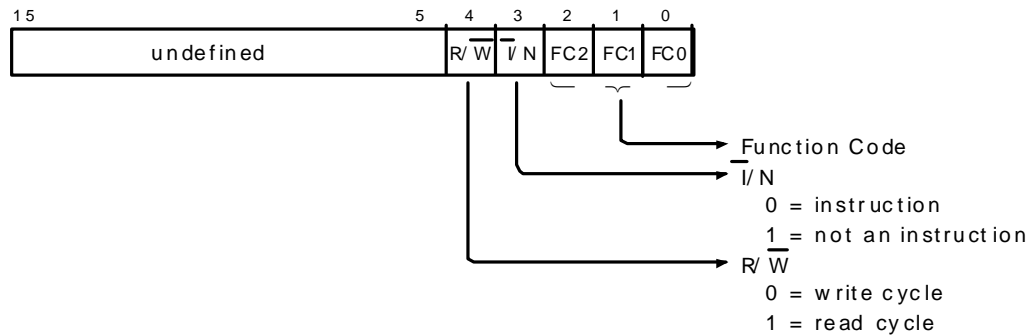 15 5 4 3 2 1 0
undefined R/W̅ I̅/N FC2 FC1 FC0
Function Code
I̅/N
0 = instruction
1 = not an instruction
R/W̅
0 = write cycle
1 = read cycle